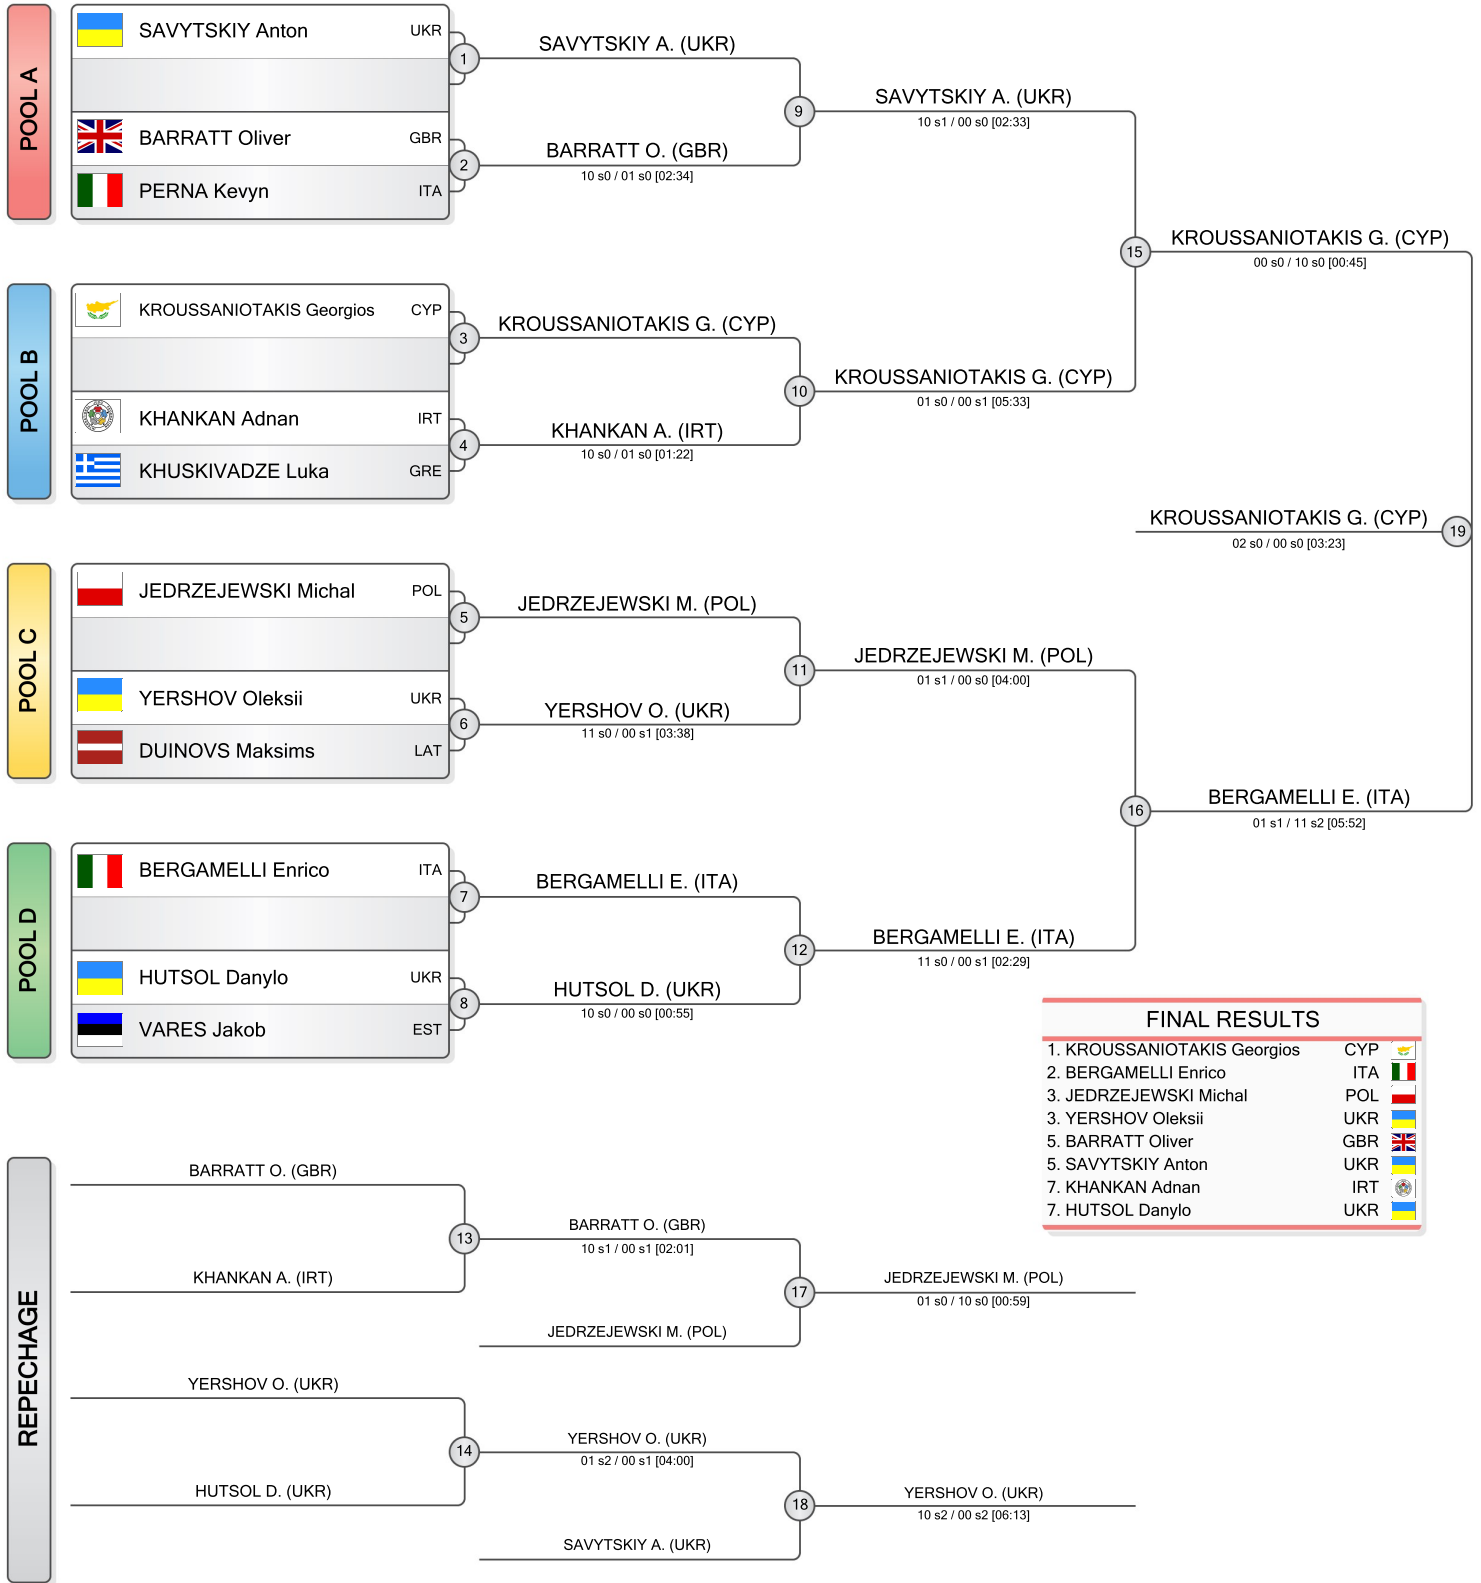 POOL A
SAVYTSKIY Anton UKR
BARRATT Oliver GBR
PERNA Kevyn ITA
1
2
SAVYTSKIY A. (UKR)
BARRATT O. (GBR)
10 s0 / 01 s0 [02:34]
9
SAVYTSKIY A. (UKR)
10 s1 / 00 s0 [02:33]
POOL B
KROUSSANIOTAKIS Georgios CYP
KHANKAN Adnan IRT
KHUSKIVADZE Luka GRE
3
4
KROUSSANIOTAKIS G. (CYP)
KHANKAN A. (IRT)
10 s0 / 01 s0 [01:22]
10
KROUSSANIOTAKIS G. (CYP)
01 s0 / 00 s1 [05:33]
15
KROUSSANIOTAKIS G. (CYP)
00 s0 / 10 s0 [00:45]
KROUSSANIOTAKIS G. (CYP)
02 s0 / 00 s0 [03:23]
19
POOL C
JEDRZEJEWSKI Michal POL
YERSHOV Oleksii UKR
DUINOVS Maksims LAT
5
6
JEDRZEJEWSKI M. (POL)
YERSHOV O. (UKR)
11 s0 / 00 s1 [03:38]
11
JEDRZEJEWSKI M. (POL)
01 s1 / 00 s0 [04:00]
POOL D
BERGAMELLI Enrico ITA
HUTSOL Danylo UKR
VARES Jakob EST
7
8
BERGAMELLI E. (ITA)
HUTSOL D. (UKR)
10 s0 / 00 s0 [00:55]
12
BERGAMELLI E. (ITA)
11 s0 / 00 s1 [02:29]
16
BERGAMELLI E. (ITA)
01 s1 / 11 s2 [05:52]
FINAL RESULTS
1. KROUSSANIOTAKIS Georgios CYP
2. BERGAMELLI Enrico ITA
3. JEDRZEJEWSKI Michal POL
3. YERSHOV Oleksii UKR
5. BARRATT Oliver GBR
5. SAVYTSKIY Anton UKR
7. KHANKAN Adnan IRT
7. HUTSOL Danylo UKR
REPECHAGE
BARRATT O. (GBR)
KHANKAN A. (IRT)
13
BARRATT O. (GBR)
10 s1 / 00 s1 [02:01]
JEDRZEJEWSKI M. (POL)
17
JEDRZEJEWSKI M. (POL)
01 s0 / 10 s0 [00:59]
YERSHOV O. (UKR)
HUTSOL D. (UKR)
14
YERSHOV O. (UKR)
01 s2 / 00 s1 [04:00]
SAVYTSKIY A. (UKR)
18
YERSHOV O. (UKR)
10 s2 / 00 s2 [06:13]